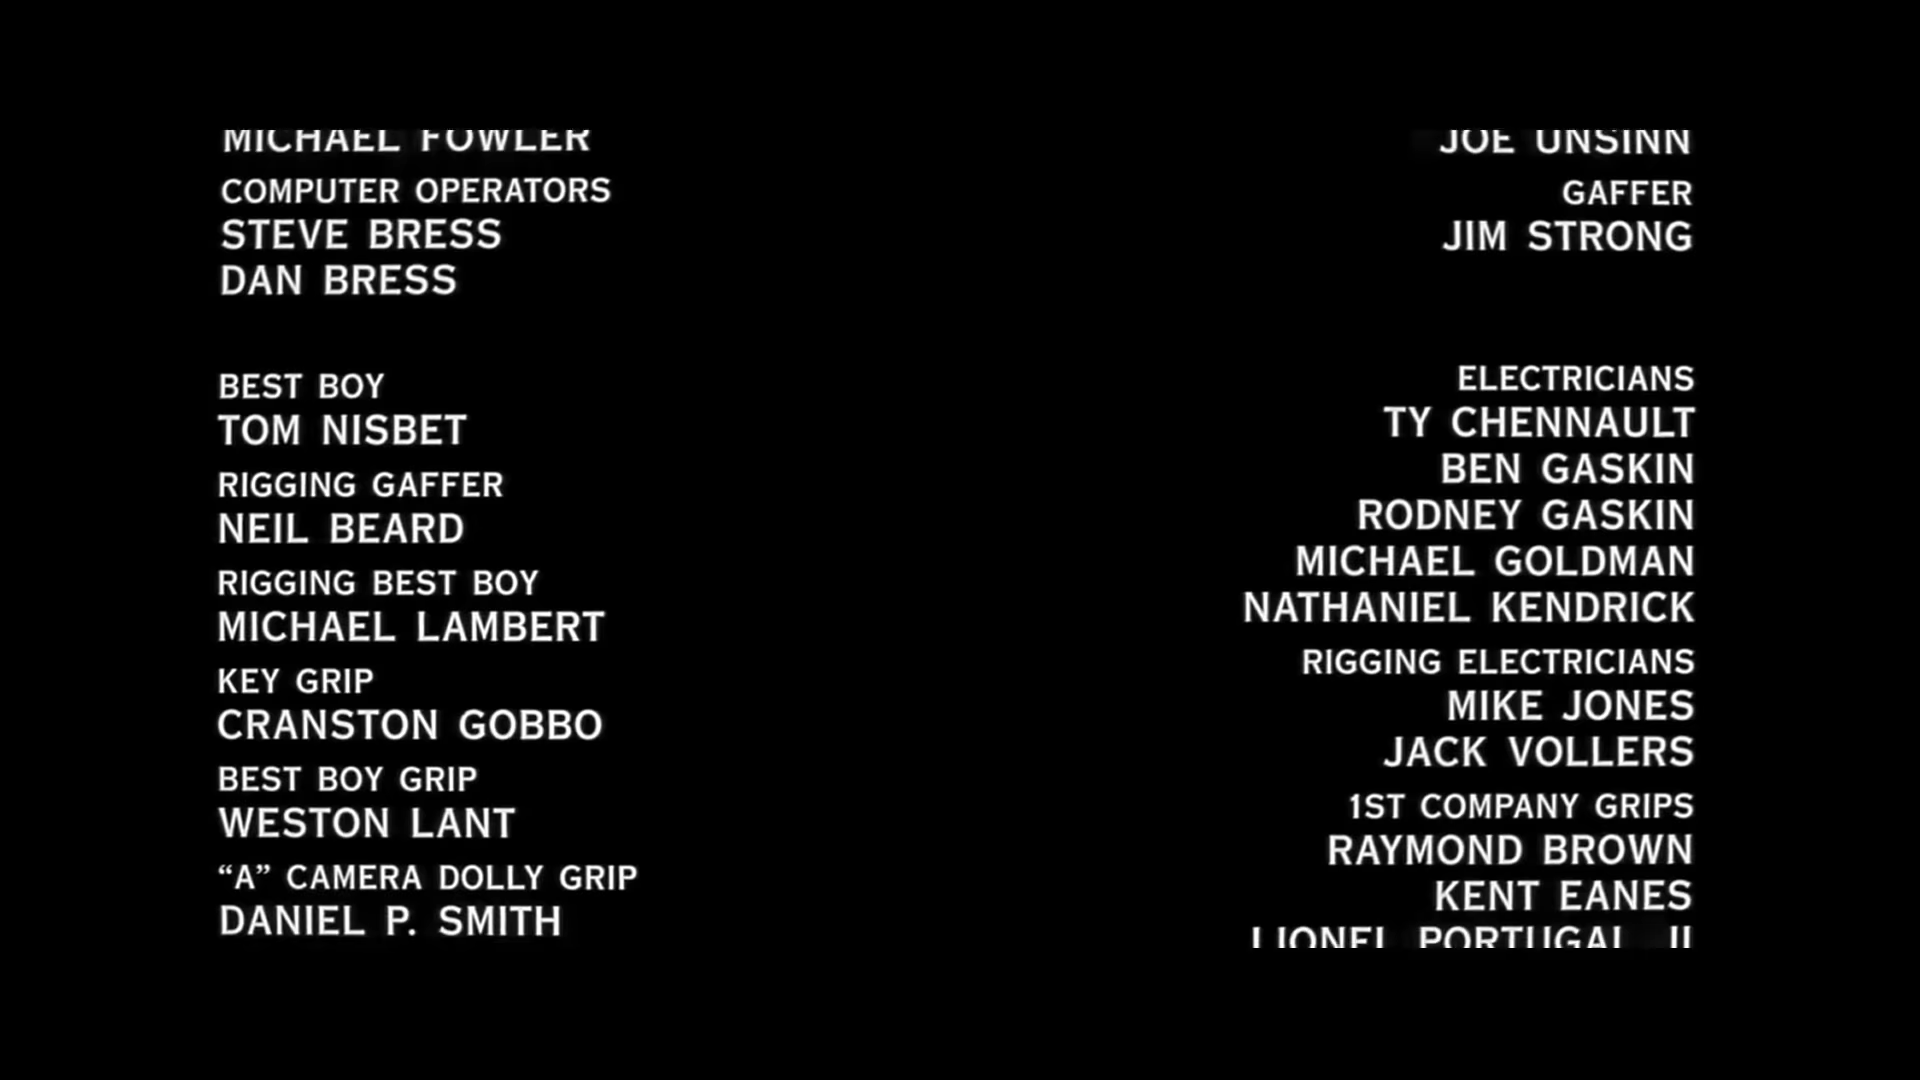 MICHAEL FOWLER
COMPUTER OPERATORS
STEVE BRESS
DAN BRESS
BEST BOY
TOM NISBET
RIGGING GAFFER
NEIL BEARD
RIGGING BEST BOY
MICHAEL LAMBERT
KEY GRIP
CRANSTON GOBBO
BEST BOY GRIP
WESTON LANT
“A” CAMERA DOLLY GRIP
DANIEL P. SMITH
JOE UNSINN
GAFFER
JIM STRONG
ELECTRICIANS
TY CHENNAULT
BEN GASKIN
RODNEY GASKIN
MICHAEL GOLDMAN
NATHANIEL KENDRICK
RIGGING ELECTRICIANS
MIKE JONES
JACK VOLLERS
1ST COMPANY GRIPS
RAYMOND BROWN
KENT EANES
LIONEL PORTUGAL II